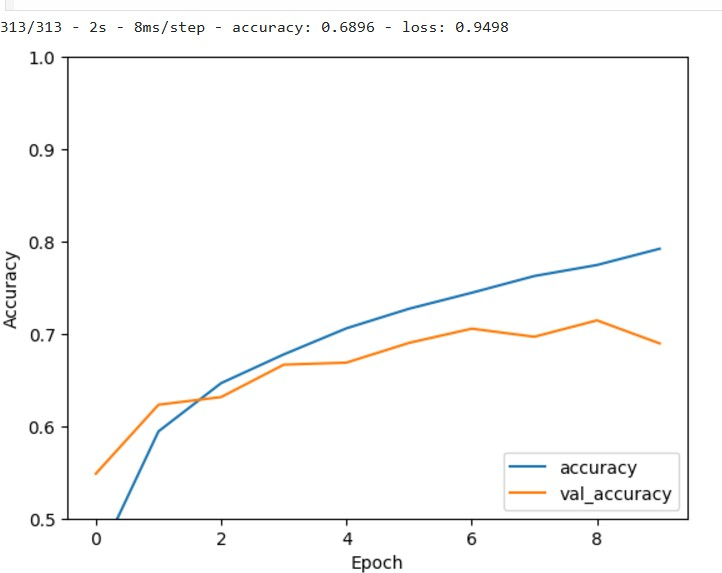 313/313 - 2s - 8ms/step - accuracy: 0.6896 - loss: 0.9498
1.0
0.9
0.8
0.7
0.6
0.5
Accuracy
accuracy
val_accuracy
0 2 4 6 8
Epoch